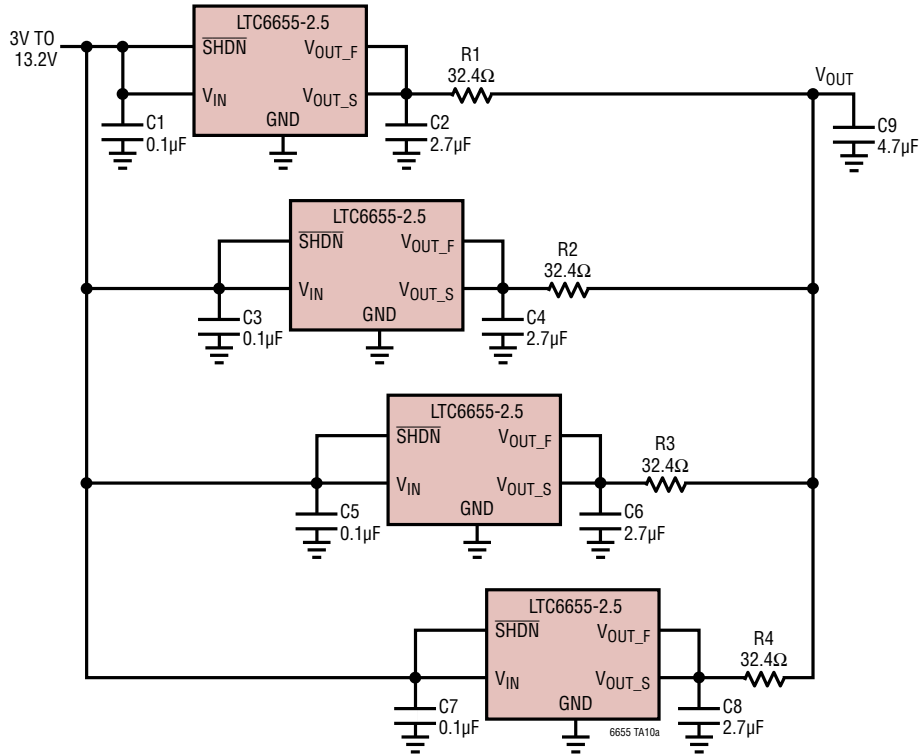 3V TO
13.2V
LTC6655-2.5
SHDN
VOUT_F
VIN
VOUT_S
GND
C1
0.1µF
C2
2.7µF
R1
32.4Ω
VOUT
C9
4.7µF
LTC6655-2.5
SHDN
VOUT_F
VIN
VOUT_S
GND
C3
0.1µF
C4
2.7µF
R2
32.4Ω
LTC6655-2.5
SHDN
VOUT_F
VIN
VOUT_S
GND
C5
0.1µF
C6
2.7µF
R3
32.4Ω
LTC6655-2.5
SHDN
VOUT_F
VIN
VOUT_S
GND
C7
0.1µF
C8
2.7µF
R4
32.4Ω
6655 TA10a